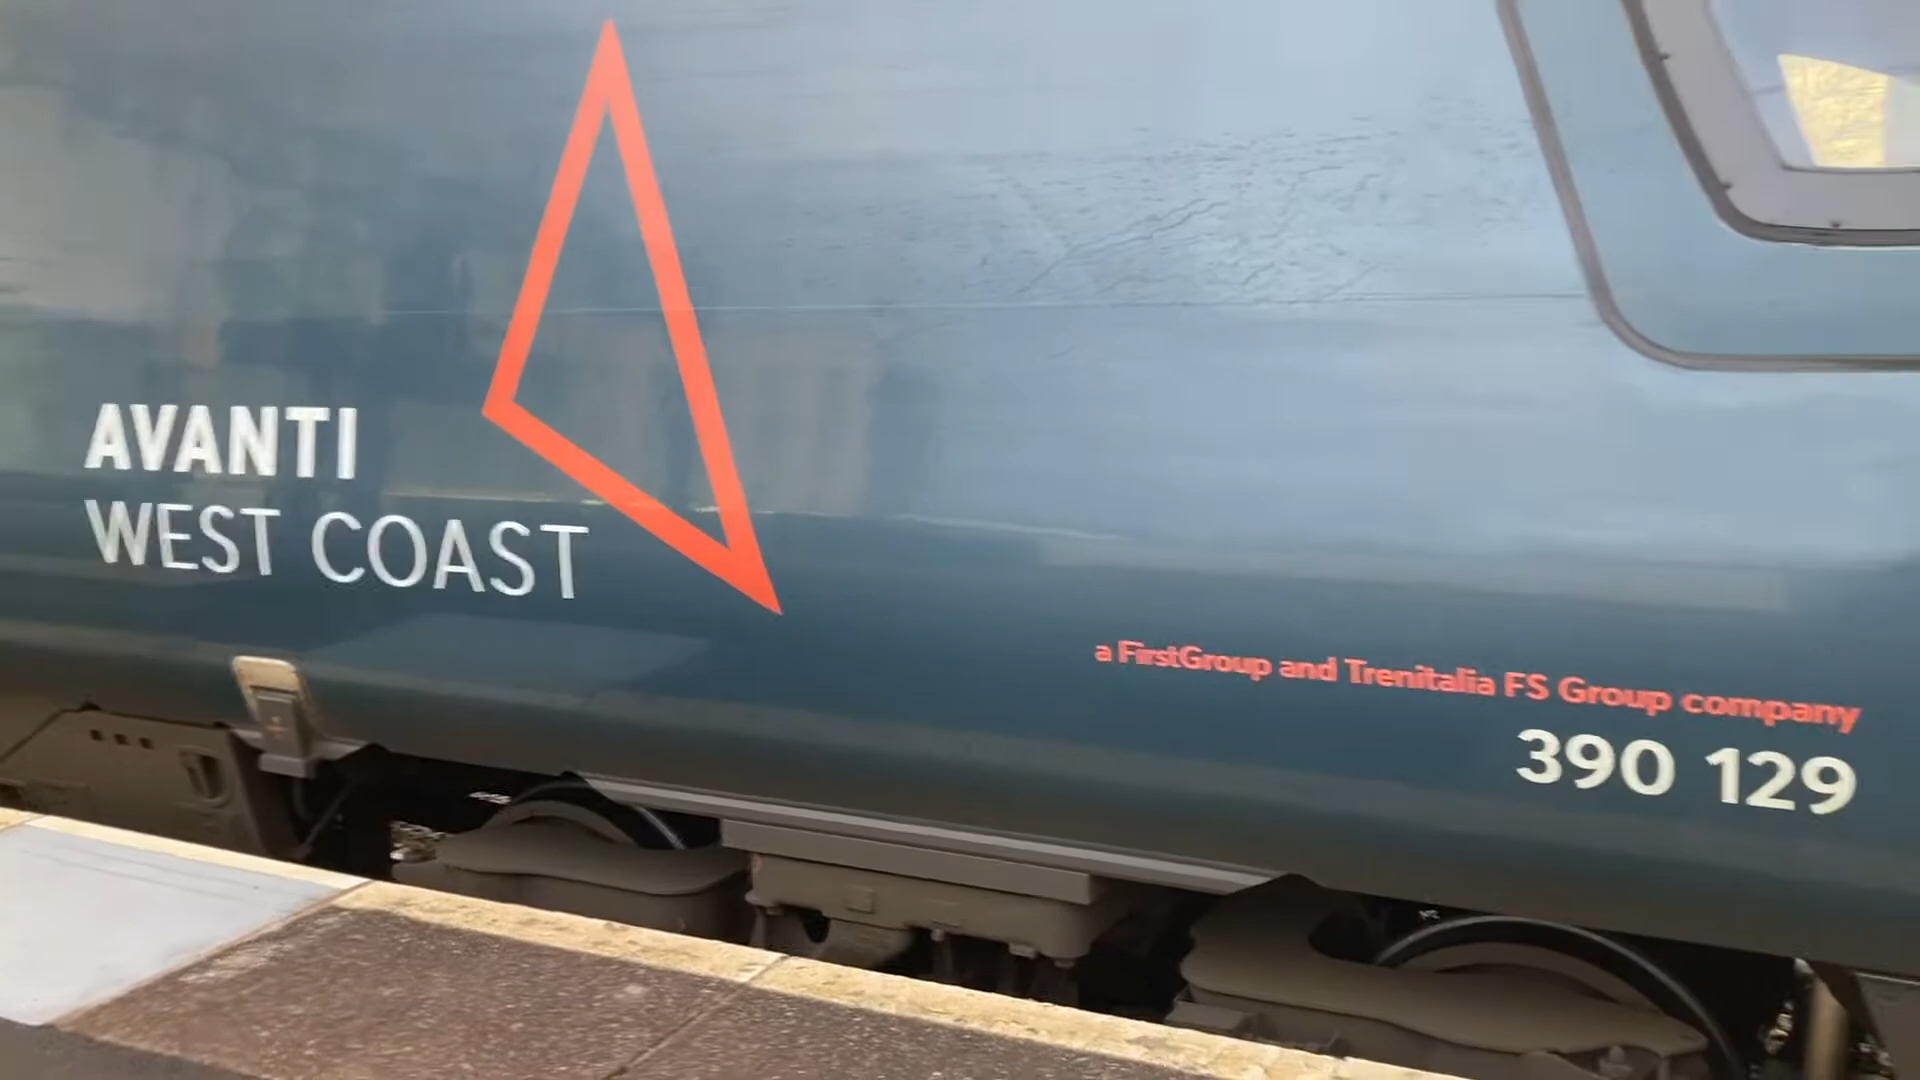 AVANTI
WEST COAST
a FirstGroup and Trenitalia FS Group company
390 129